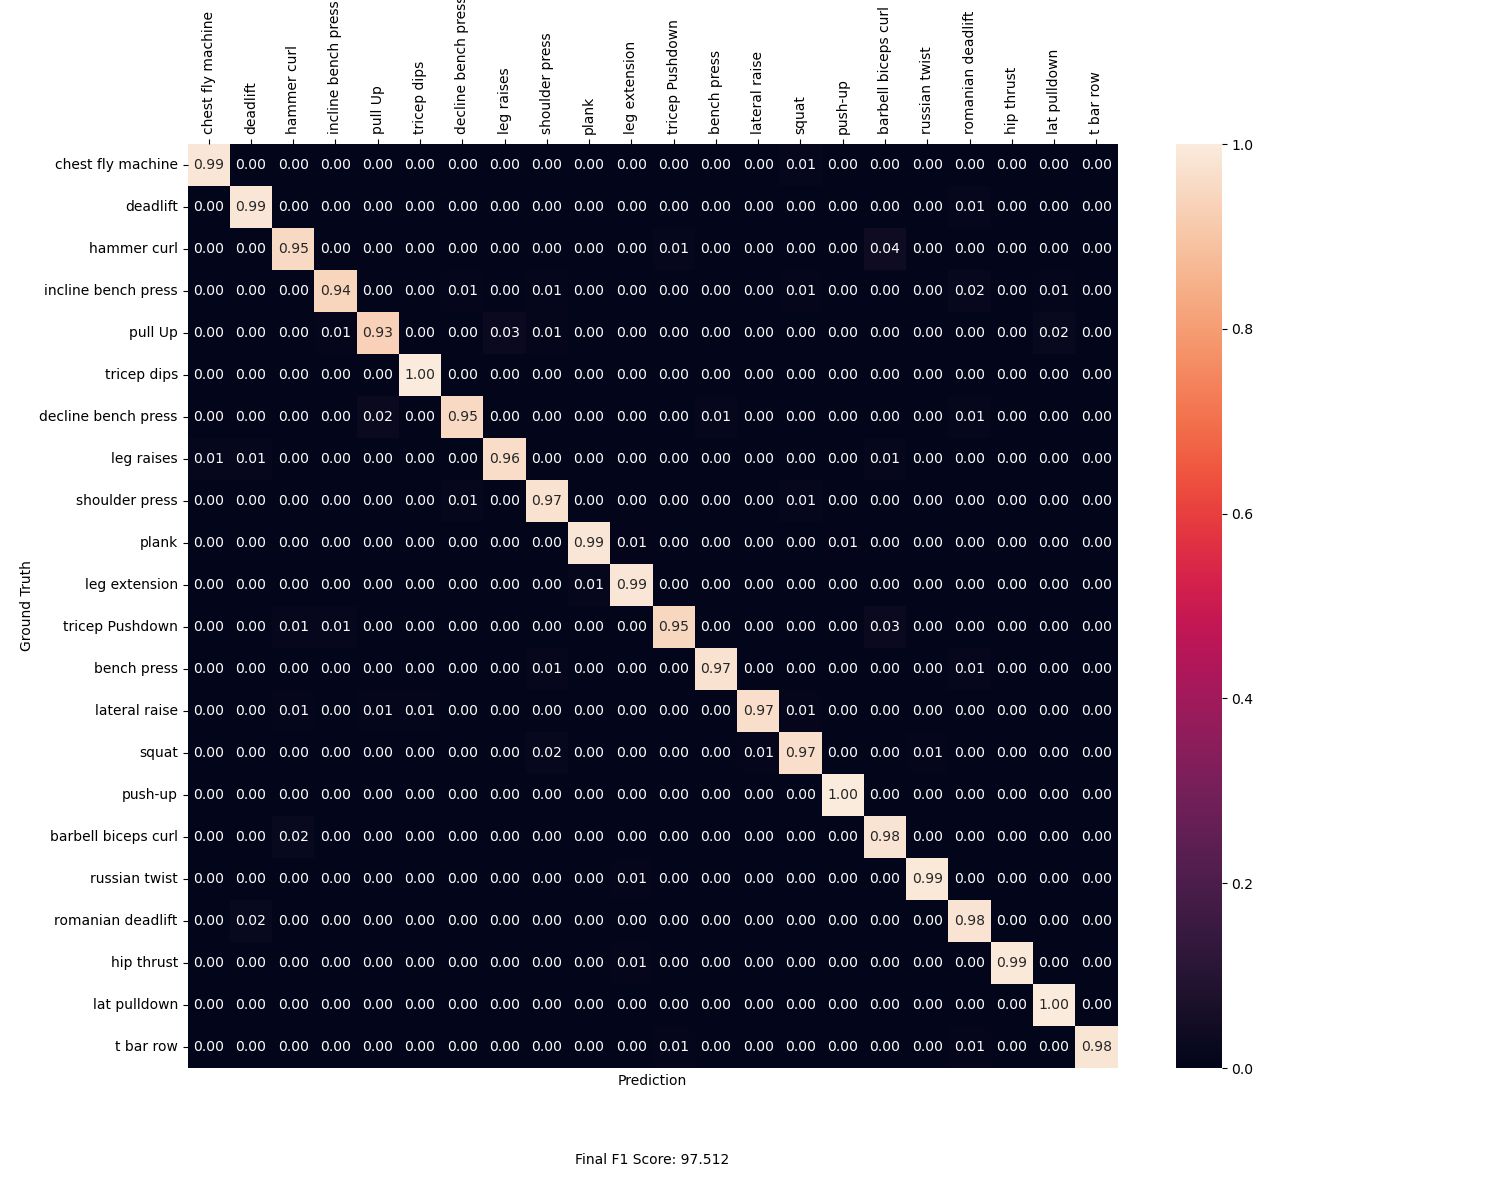 chest fly machine deadlift hammer curl incline bench press pull Up tricep dips decline bench press leg raises shoulder press plank leg extension tricep Pushdown bench press lateral raise squat push-up barbell biceps curl russian twist romanian deadlift hip thrust lat pulldown t bar row
chest fly machine 0.99 0.00 0.00 0.00 0.00 0.00 0.00 0.00 0.00 0.00 0.00 0.00 0.00 0.00 0.01 0.00 0.00 0.00 0.00 0.00 0.00 0.00
deadlift 0.00 0.99 0.00 0.00 0.00 0.00 0.00 0.00 0.00 0.00 0.00 0.00 0.00 0.00 0.00 0.00 0.00 0.00 0.01 0.00 0.00 0.00
hammer curl 0.00 0.00 0.95 0.00 0.00 0.00 0.00 0.00 0.00 0.00 0.00 0.01 0.00 0.00 0.00 0.00 0.04 0.00 0.00 0.00 0.00 0.00
incline bench press 0.00 0.00 0.00 0.94 0.00 0.00 0.01 0.00 0.01 0.00 0.00 0.00 0.00 0.00 0.01 0.00 0.00 0.00 0.02 0.00 0.01 0.00
pull Up 0.00 0.00 0.00 0.01 0.93 0.00 0.00 0.03 0.01 0.00 0.00 0.00 0.00 0.00 0.00 0.00 0.00 0.00 0.00 0.00 0.02 0.00
tricep dips 0.00 0.00 0.00 0.00 0.00 1.00 0.00 0.00 0.00 0.00 0.00 0.00 0.00 0.00 0.00 0.00 0.00 0.00 0.00 0.00 0.00 0.00
decline bench press 0.00 0.00 0.00 0.00 0.02 0.00 0.95 0.00 0.00 0.00 0.00 0.00 0.01 0.00 0.00 0.00 0.00 0.00 0.01 0.00 0.00 0.00
leg raises 0.01 0.01 0.00 0.00 0.00 0.00 0.00 0.96 0.00 0.00 0.00 0.00 0.00 0.00 0.00 0.00 0.01 0.00 0.00 0.00 0.00 0.00
shoulder press 0.00 0.00 0.00 0.00 0.00 0.00 0.01 0.00 0.97 0.00 0.00 0.00 0.00 0.00 0.01 0.00 0.00 0.00 0.00 0.00 0.00 0.00
plank 0.00 0.00 0.00 0.00 0.00 0.00 0.00 0.00 0.00 0.99 0.01 0.00 0.00 0.00 0.00 0.01 0.00 0.00 0.00 0.00 0.00 0.00
leg extension 0.00 0.00 0.00 0.00 0.00 0.00 0.00 0.00 0.00 0.01 0.99 0.00 0.00 0.00 0.00 0.00 0.00 0.00 0.00 0.00 0.00 0.00
tricep Pushdown 0.00 0.00 0.01 0.01 0.00 0.00 0.00 0.00 0.00 0.00 0.00 0.95 0.00 0.00 0.00 0.00 0.03 0.00 0.00 0.00 0.00 0.00
bench press 0.00 0.00 0.00 0.00 0.00 0.00 0.00 0.00 0.01 0.00 0.00 0.00 0.97 0.00 0.00 0.00 0.00 0.00 0.01 0.00 0.00 0.00
lateral raise 0.00 0.00 0.01 0.00 0.01 0.01 0.00 0.00 0.00 0.00 0.00 0.00 0.00 0.97 0.01 0.00 0.00 0.00 0.00 0.00 0.00 0.00
squat 0.00 0.00 0.00 0.00 0.00 0.00 0.00 0.00 0.02 0.00 0.00 0.00 0.00 0.01 0.97 0.00 0.00 0.01 0.00 0.00 0.00 0.00
push-up 0.00 0.00 0.00 0.00 0.00 0.00 0.00 0.00 0.00 0.00 0.00 0.00 0.00 0.00 0.00 1.00 0.00 0.00 0.00 0.00 0.00 0.00
barbell biceps curl 0.00 0.00 0.02 0.00 0.00 0.00 0.00 0.00 0.00 0.00 0.00 0.00 0.00 0.00 0.00 0.00 0.98 0.00 0.00 0.00 0.00 0.00
russian twist 0.00 0.00 0.00 0.00 0.00 0.00 0.00 0.00 0.00 0.00 0.01 0.00 0.00 0.00 0.00 0.00 0.00 0.99 0.00 0.00 0.00 0.00
romanian deadlift 0.00 0.02 0.00 0.00 0.00 0.00 0.00 0.00 0.00 0.00 0.00 0.00 0.00 0.00 0.00 0.00 0.00 0.00 0.98 0.00 0.00 0.00
hip thrust 0.00 0.00 0.00 0.00 0.00 0.00 0.00 0.00 0.00 0.00 0.01 0.00 0.00 0.00 0.00 0.00 0.00 0.00 0.00 0.99 0.00 0.00
lat pulldown 0.00 0.00 0.00 0.00 0.00 0.00 0.00 0.00 0.00 0.00 0.00 0.00 0.00 0.00 0.00 0.00 0.00 0.00 0.00 0.00 1.00 0.00
t bar row 0.00 0.00 0.00 0.00 0.00 0.00 0.00 0.00 0.00 0.00 0.00 0.01 0.00 0.00 0.00 0.00 0.00 0.00 0.01 0.00 0.00 0.98
Ground Truth
Prediction
1.0
0.8
0.6
0.4
0.2
0.0
Final F1 Score: 97.512